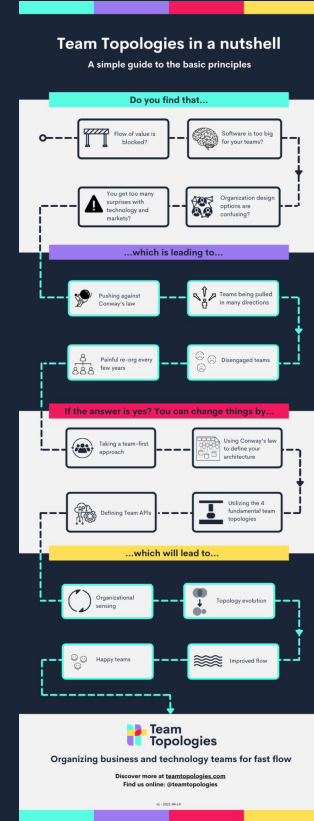 Team Topologies in a nutshell
A simple guide to the basic principles
Do you find that...
Flow of value is
blocked?
Software is too big
for your teams?
You get too many
surprises with
technology and
markets?
Organization design
options are
confusing?
...which is leading to...
Pushing against
Conway's law
Teams being pulled
in many directions
Painful re-org every
few years
Disengaged teams
If the answer is yes? You can change things by...
Taking a team-first
approach
Using Conway's law
to define your
architecture
Defining Team APIs
Utilizing the 4
fundamental team
topologies
...which will lead to...
Organizational
sensing
Topology evolution
Happy teams
Improved flow
Team
Topologies
Organizing business and technology teams for fast flow
Discover more at teamtopologies.com
Find us online: @teamtopologies